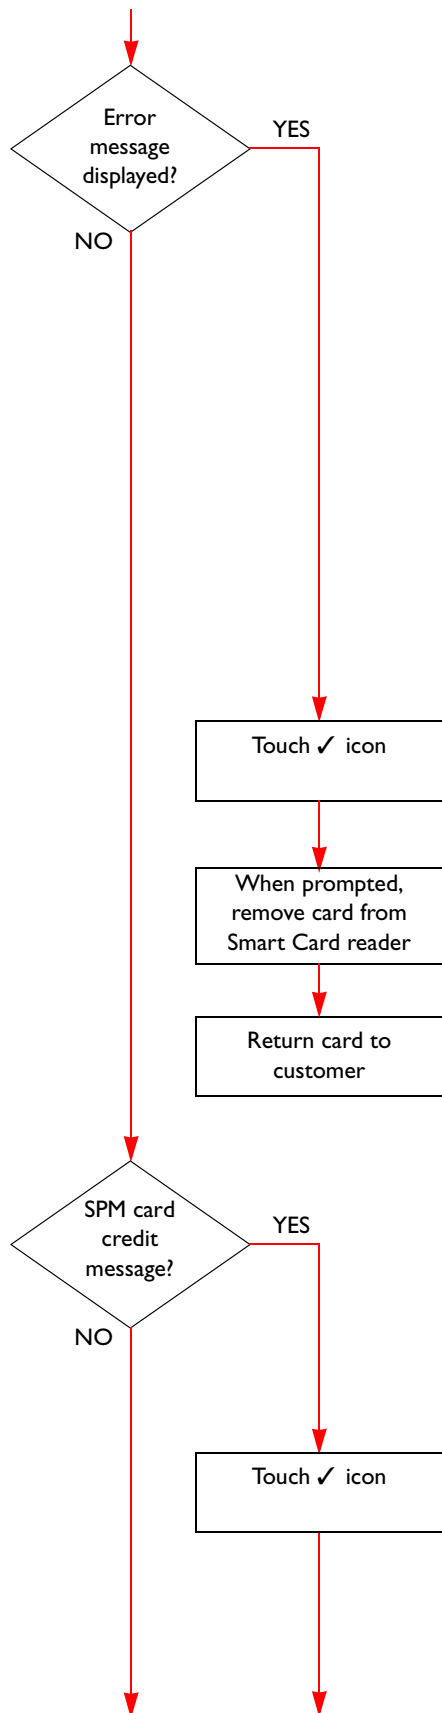 Error
message
displayed?
YES
NO
Touch ✓ icon
When prompted,
remove card from
Smart Card reader
Return card to
customer
SPM card
credit
message?
YES
NO
Touch ✓ icon